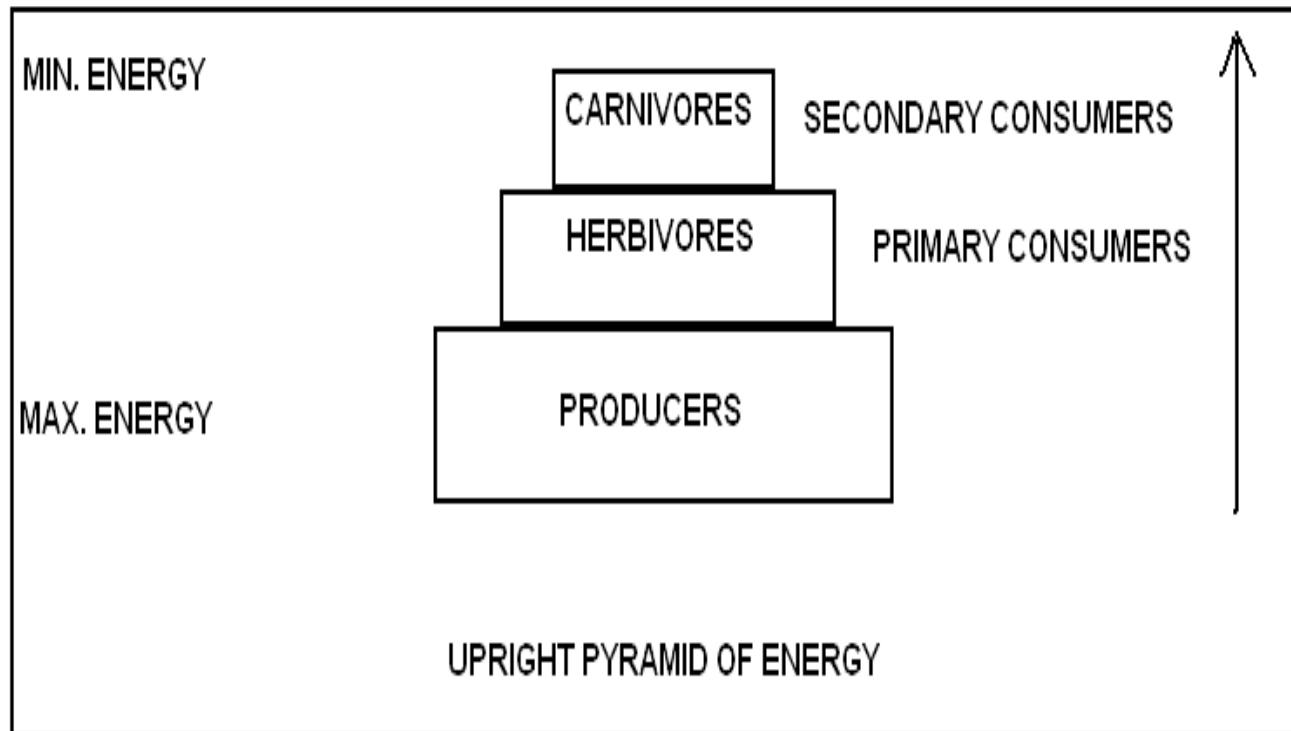 MIN. ENERGY
CARNIVORES
SECONDARY CONSUMERS
HERBIVORES
PRIMARY CONSUMERS
MAX. ENERGY
PRODUCERS
UPRIGHT PYRAMID OF ENERGY